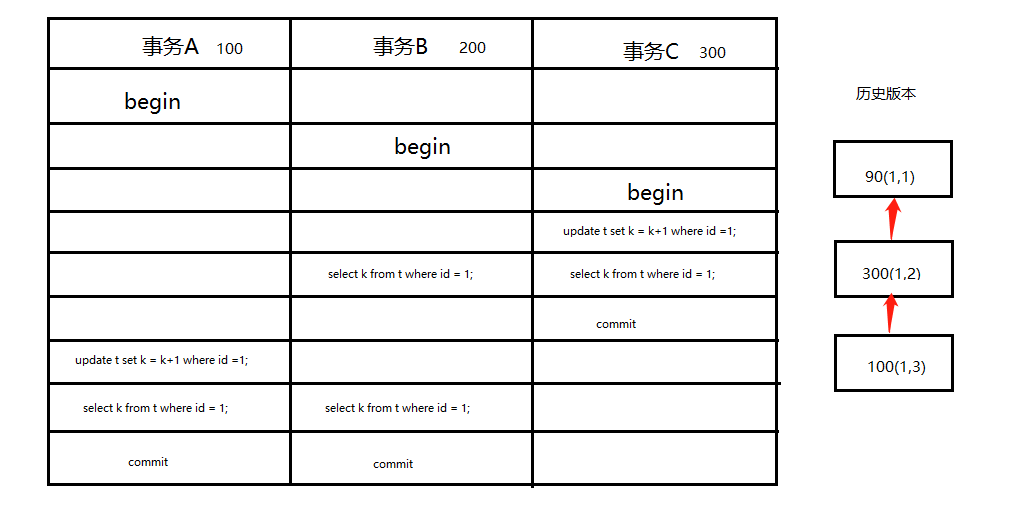 事务A 100 事务B 200 事务C 300
历史版本
begin
begin
begin
90(1,1)
update t set k = k+1 where id =1;
select k from t where id = 1; select k from t where id = 1;
300(1,2)
commit
update t set k = k+1 where id =1;
100(1,3)
select k from t where id = 1; select k from t where id = 1;
commit commit